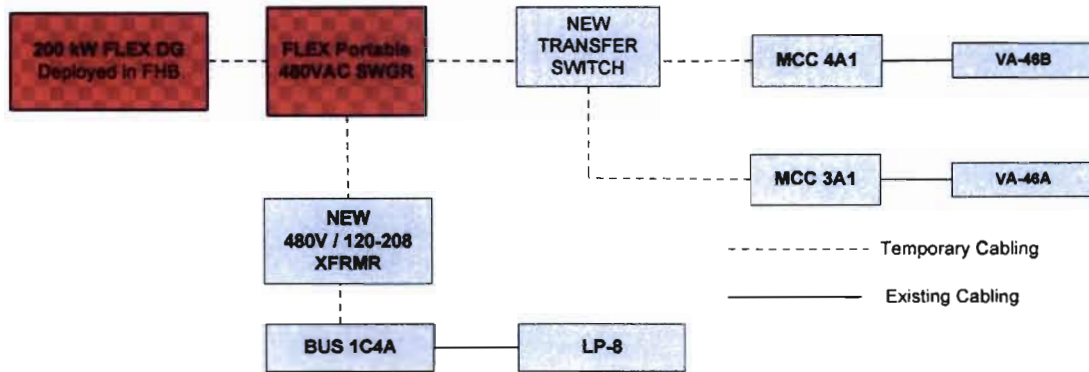 200 kW FLEX DG
Deployed in FHB
FLEX Portable
480VAC SWGR
NEW
TRANSFER
SWITCH
MCC 4A1
VA-46B
MCC 3A1
VA-46A
NEW
480V / 120-208
XFRMR
Temporary Cabling
Existing Cabling
BUS 1C4A
LP-8